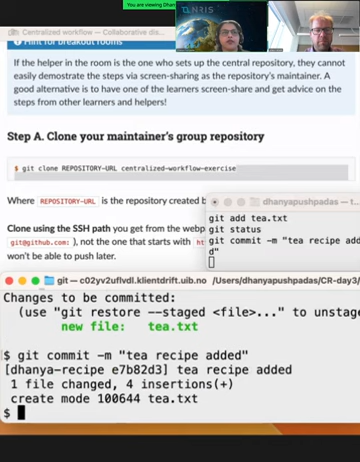 You are viewing Dhan
NRIS
Centralized workflow — Collaborative dis...
Hint for breakout rooms
If the helper in the room is the one who sets up the central repository, they cannot
easily demostrate the steps via screen-sharing as the repository's maintainer. A
good alternative is to have one of the learners screen-share and get advice on the
steps from other learners and helpers!
Step A. Clone your maintainer's group repository
$ git clone REPOSITORY-URL centralized-workflow-exercise
Where REPOSITORY-URL is the repository created b
Clone using the SSH path you get from the webp
git@github.com: ), not the one that starts with ht
won't be able to push later.
dhanyapushpadas — t...
git add tea.txt
git status
git commit -m "tea recipe add
d"
git — c02yv2uflvdl.klientdrift.uib.no
/Users/dhanyapushpadas/CR-day3/
Changes to be committed:
(use "git restore --staged <file>..." to unstage
new file: tea.txt
$ git commit -m "tea recipe added"
[dhanya-recipe e7b82d3] tea recipe added
1 file changed, 4 insertions(+)
create mode 100644 tea.txt
$